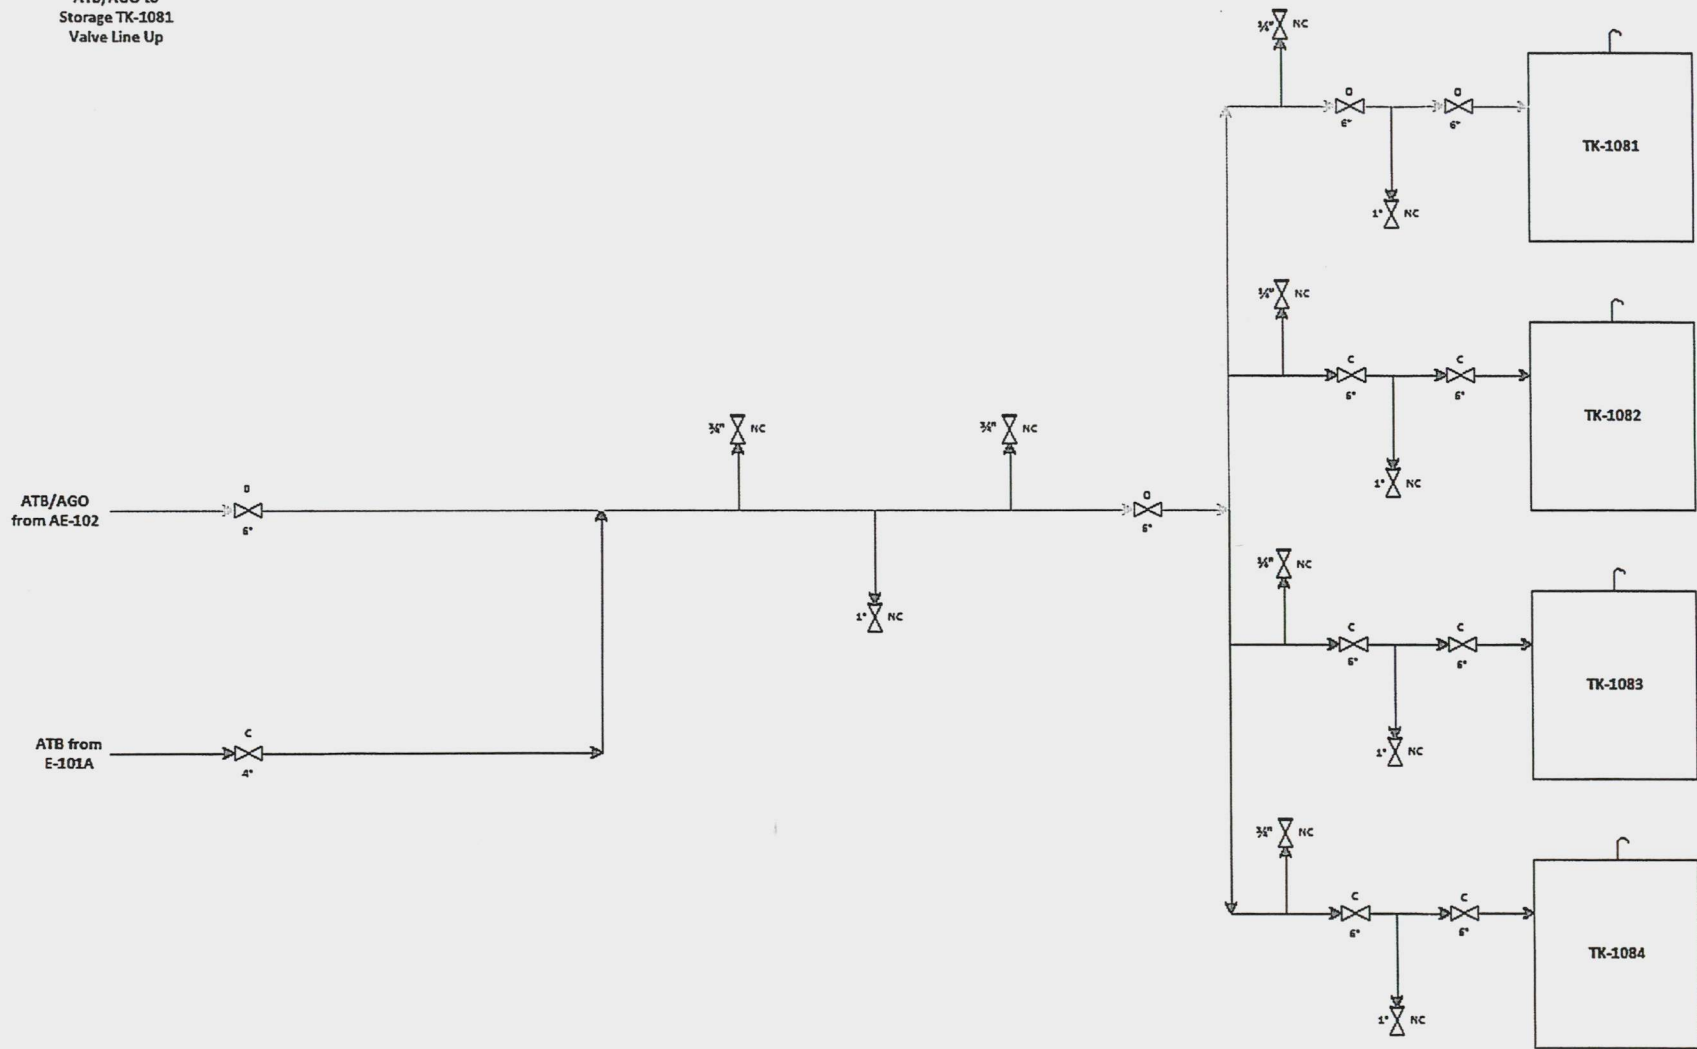 ATB/AGO to
Storage TK-1081
Valve Line Up
¾" NC
O
O
6"
6"
1" NC
TK-1081
¾" NC
C
C
6"
6"
1" NC
TK-1082
¾" NC
¾" NC
ATB/AGO
from AE-102
O
6"
O
6"
1" NC
¾" NC
C
C
6"
6"
1" NC
TK-1083
ATB from
E-101A
C
4"
¾" NC
C
C
6"
6"
1" NC
TK-1084